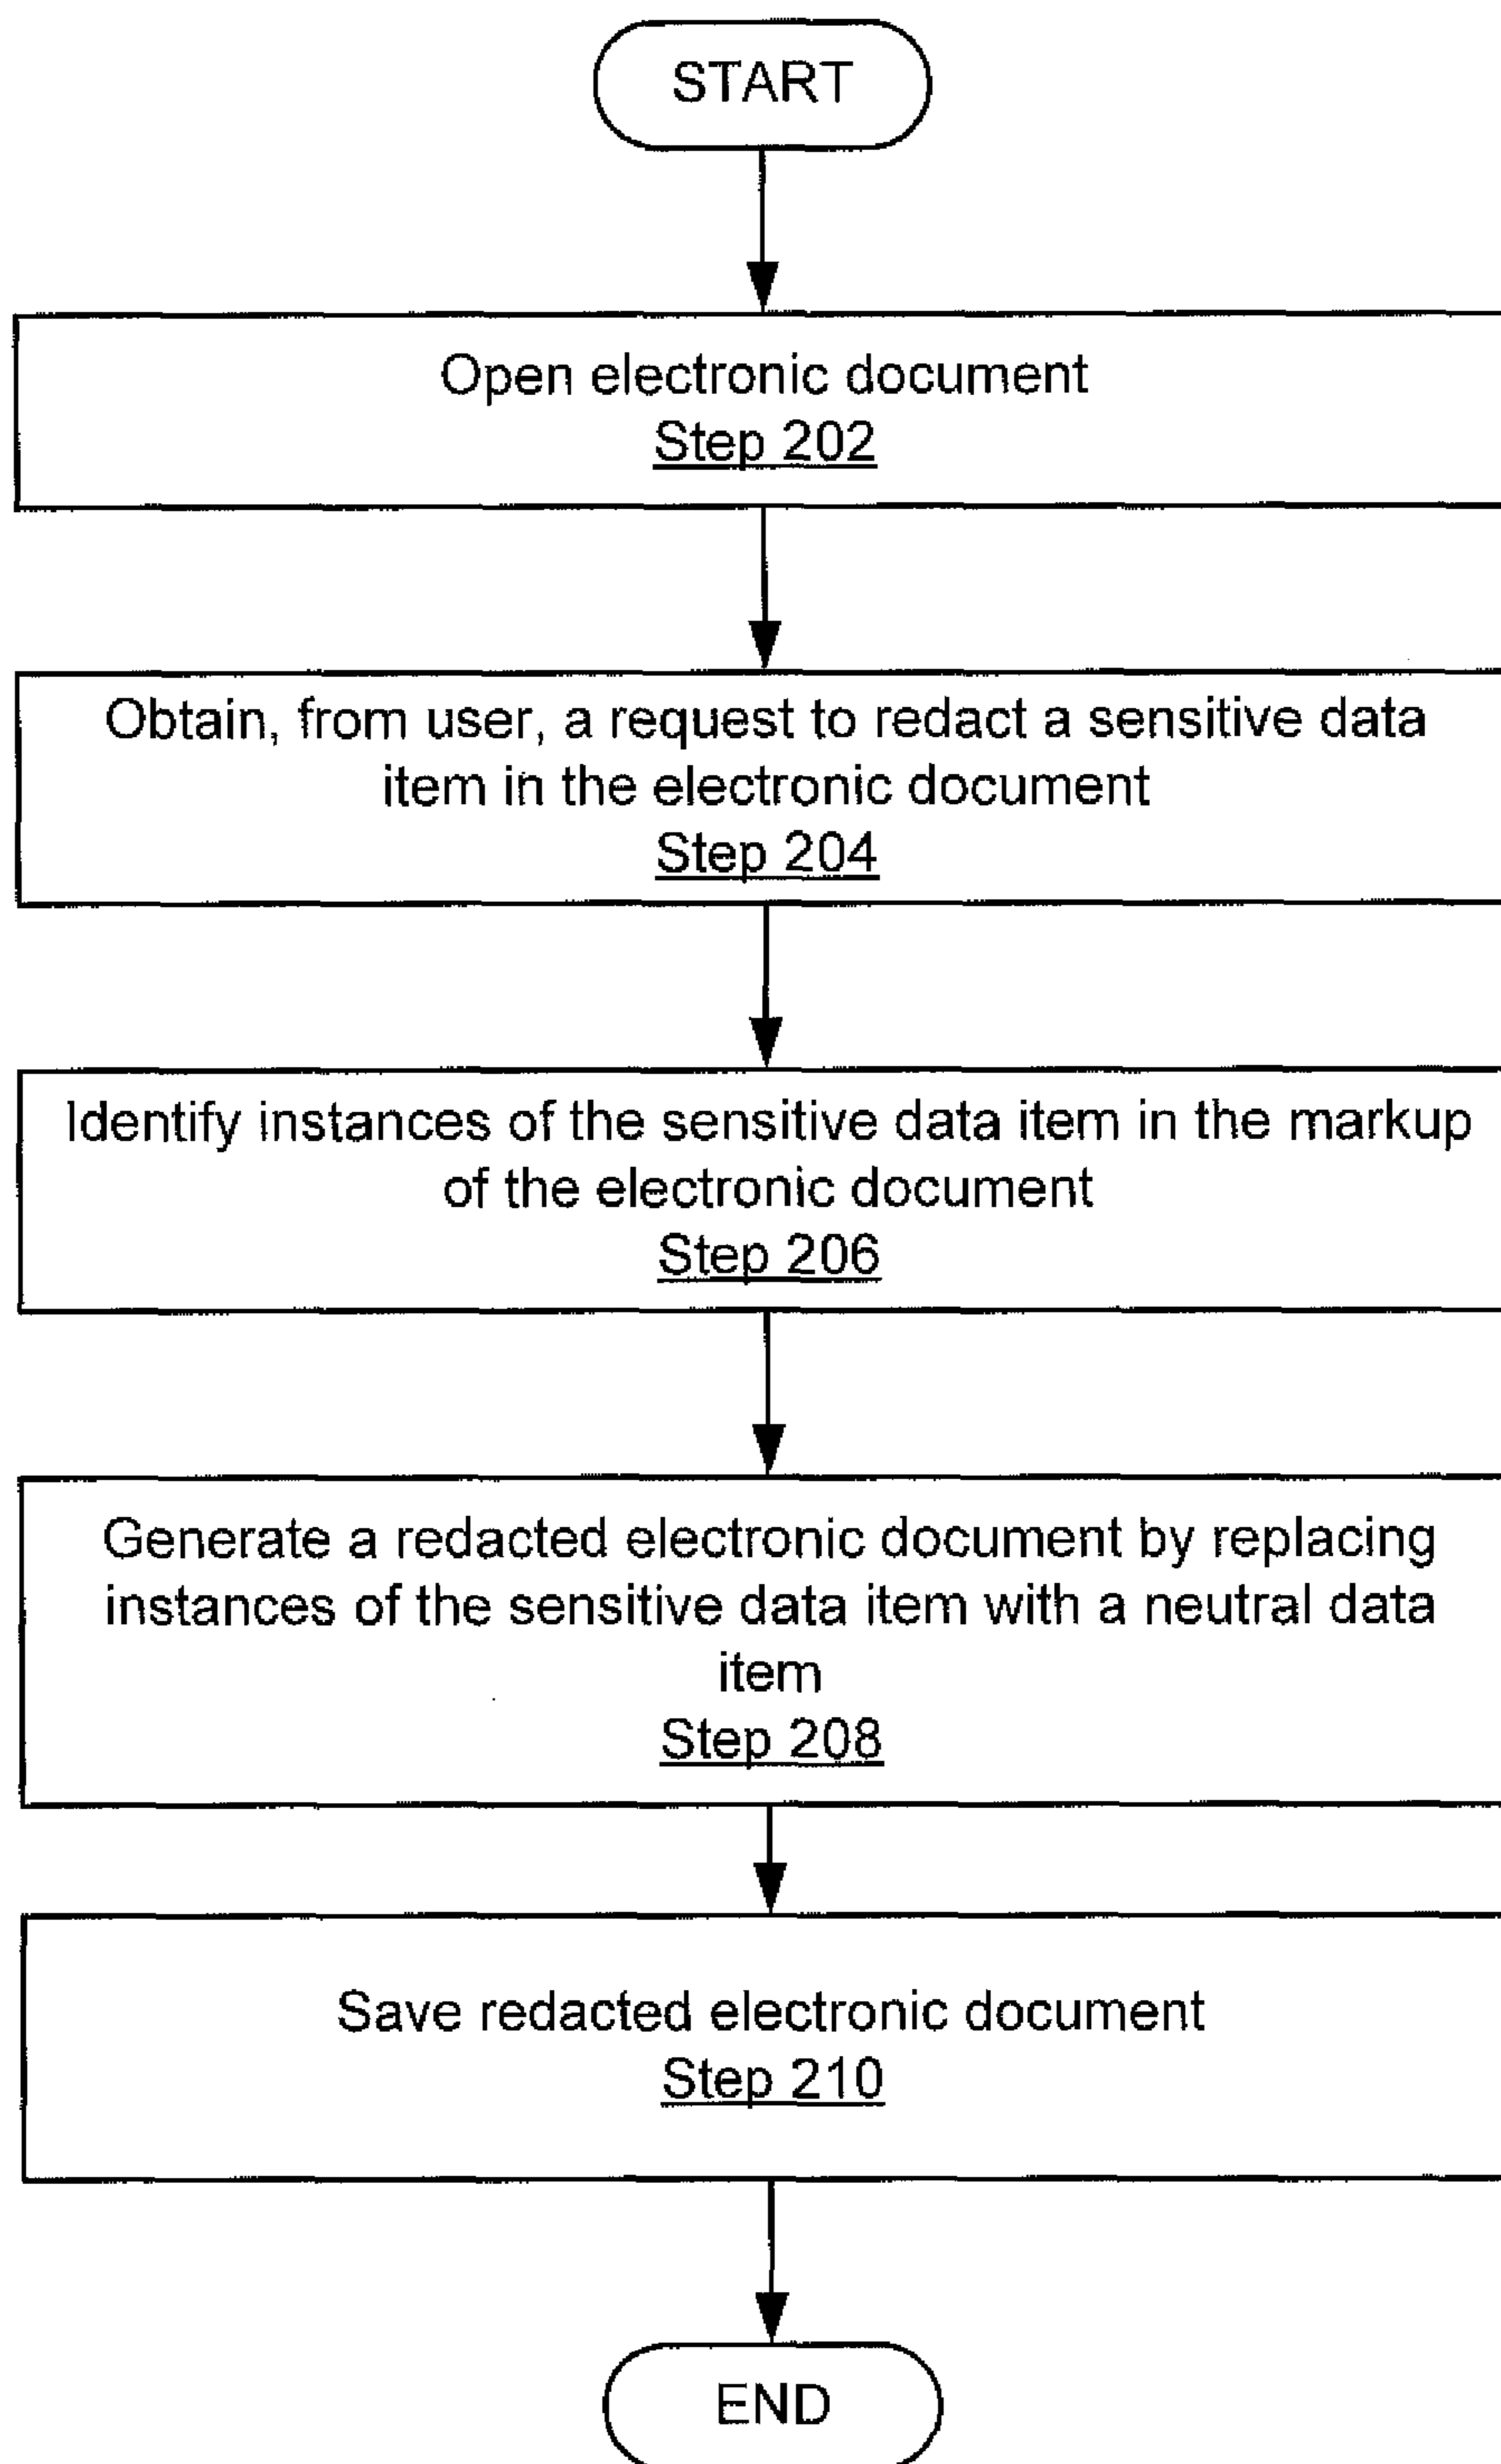 START
Open electronic document
Step 202
Obtain, from user, a request to redact a sensitive data
item in the electronic document
Step 204
Identify instances of the sensitive data item in the markup
of the electronic document
Step 206
Generate a redacted electronic document by replacing
instances of the sensitive data item with a neutral data
item
Step 208
Save redacted electronic document
Step 210
END